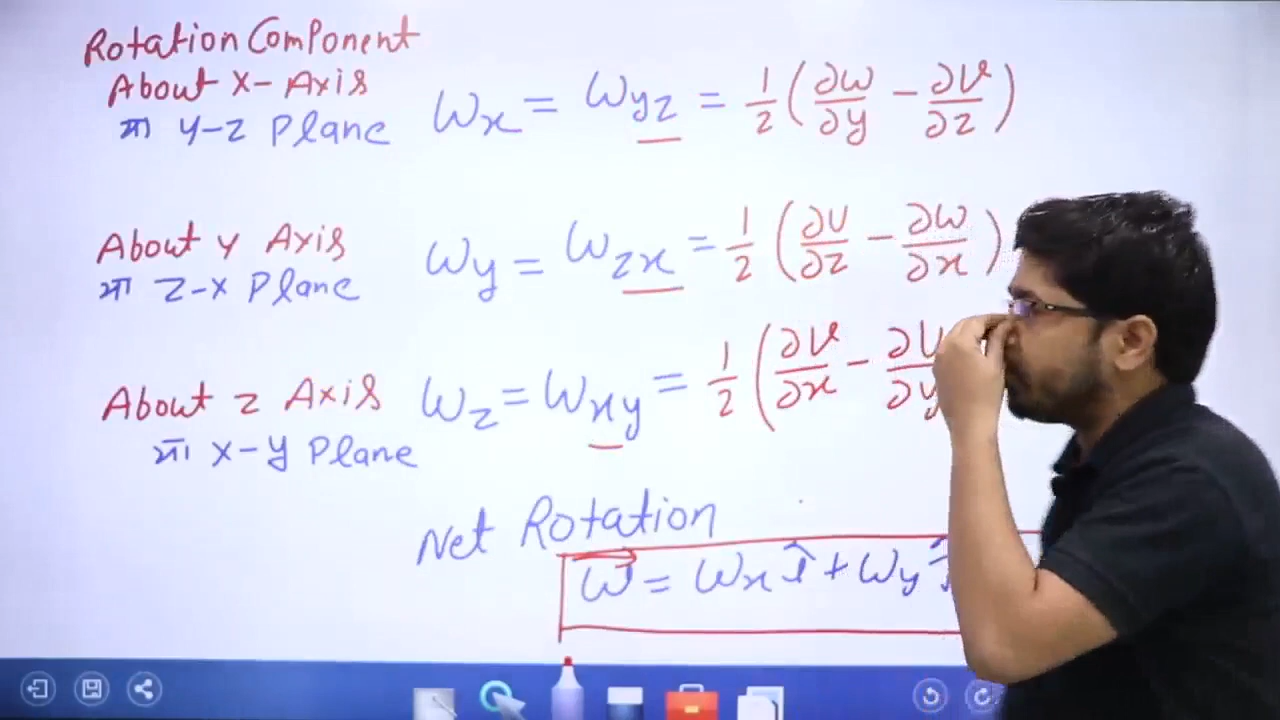 Rotation Component
About X-Axis
या Y-Z Plane
ωx = ωyz = 1/2 (∂w/∂y - ∂v/∂z)
About y Axis
या Z-X Plane
ωy = ωzx = 1/2 (∂u/∂z - ∂w/∂x)
About z Axis
या X-y Plane
ωz = ωxy = 1/2 (∂v/∂x - ∂u/∂y
Net Rotation
ω⃗ = ωx î + ωy